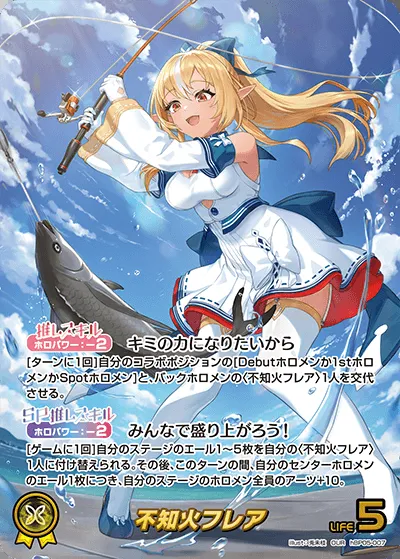 推しスキル
ホロパワー：－2
キミの力になりたいから
[ターンに1回]自分のコラボポジションの[Debutホロメンか1stホロ
メンかSpotホロメン]と、バックホロメンの〈不知火フレア〉1人を交代
させる。
SP推しスキル
ホロパワー：－2
みんなで盛り上がろう！
[ゲームに1回]自分のステージのエール1～5枚を自分の〈不知火フレア〉
1人に付け替えられる。その後、このターンの間、自分のセンターホロメン
のエール1枚につき、自分のステージのホロメン全員のアーツ+10。
不知火フレア
LIFE 5
OUR hBP05-007